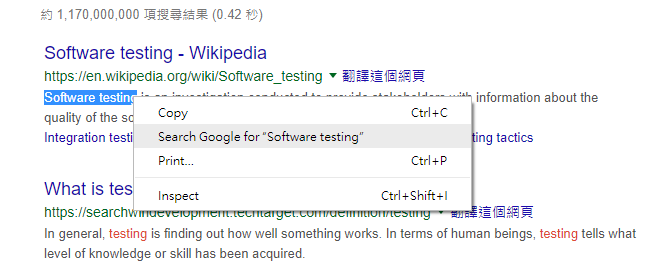 約 1,170,000,000 項搜尋結果 (0.42 秒)
Software testing - Wikipedia
https://en.wikipedia.org/wiki/Software_testing ▼ 翻譯這個網頁
Software testing is an investigation conducted to provide stakeholders with information about the
quality of the so
Copy Ctrl+C
Integration testi
Search Google for “Software testing”
ting tactics
Print... Ctrl+P
Inspect Ctrl+Shift+I
What is tes
https://searchwindevelopment.techtarget.com/definition/testing ▼ 翻譯這個網頁
In general, testing is finding out how well something works. In terms of human beings, testing tells what
level of knowledge or skill has been acquired.